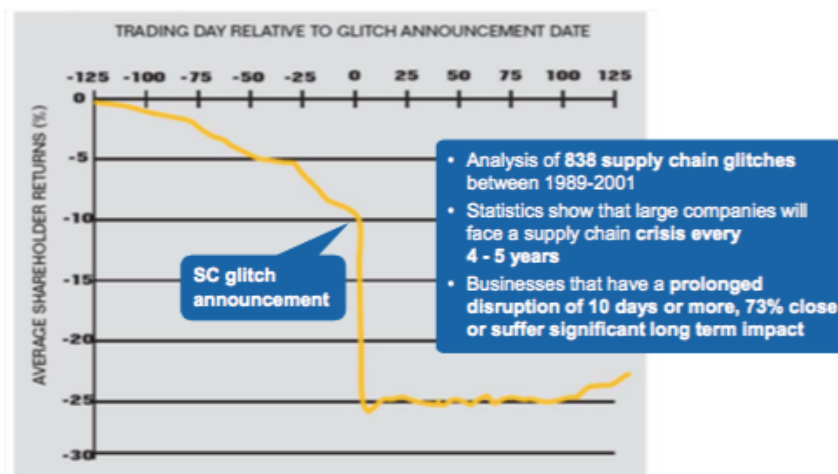 TRADING DAY RELATIVE TO GLITCH ANNOUNCEMENT DATE
-125 -100 -75 -50 -25 0 25 50 75 100 125
0
-5
-10
-15
-20
-25
-30
AVERAGE SHAREHOLDER RETURNS (%)
SC glitch
announcement
• Analysis of 838 supply chain glitches
between 1989-2001
• Statistics show that large companies will
face a supply chain crisis every
4 - 5 years
• Businesses that have a prolonged
disruption of 10 days or more, 73% close
or suffer significant long term impact